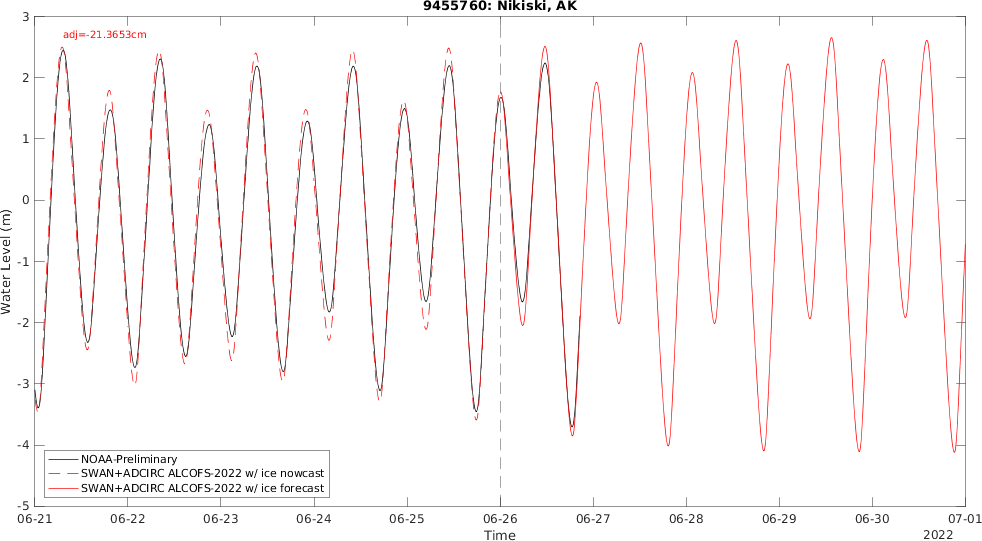 9455760: Nikiski, AK
adj=-21.3653cm
3
2
1
0
-1
-2
-3
-4
-5
Water Level (m)
NOAA-Preliminary
SWAN+ADCIRC ALCOFS-2022 w/ ice nowcast
SWAN+ADCIRC ALCOFS-2022 w/ ice forecast
06-21 06-22 06-23 06-24 06-25 06-26 06-27 06-28 06-29 06-30 07-01
Time
2022